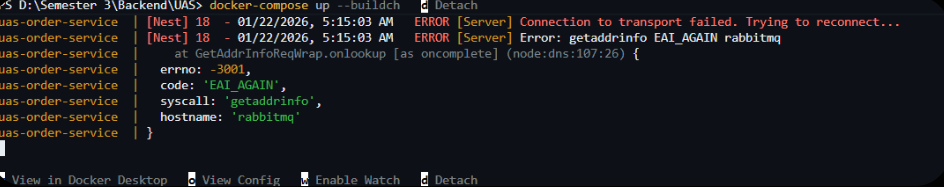 PS D:\Semester 3\Backend\UAS> docker-compose up --buildch   d Detach
uas-order-service  | [Nest] 18  - 01/22/2026, 5:15:03 AM   ERROR [Server] Connection to transport failed. Trying to reconnect...
uas-order-service  | [Nest] 18  - 01/22/2026, 5:15:03 AM   ERROR [Server] Error: getaddrinfo EAI_AGAIN rabbitmq
uas-order-service  |     at GetAddrInfoReqWrap.onlookup [as oncomplete] (node:dns:107:26) {
uas-order-service  |   errno: -3001,
uas-order-service  |   code: 'EAI_AGAIN',
uas-order-service  |   syscall: 'getaddrinfo',
uas-order-service  |   hostname: 'rabbitmq'
uas-order-service  | }
View in Docker Desktop   o View Config   w Enable Watch   d Detach